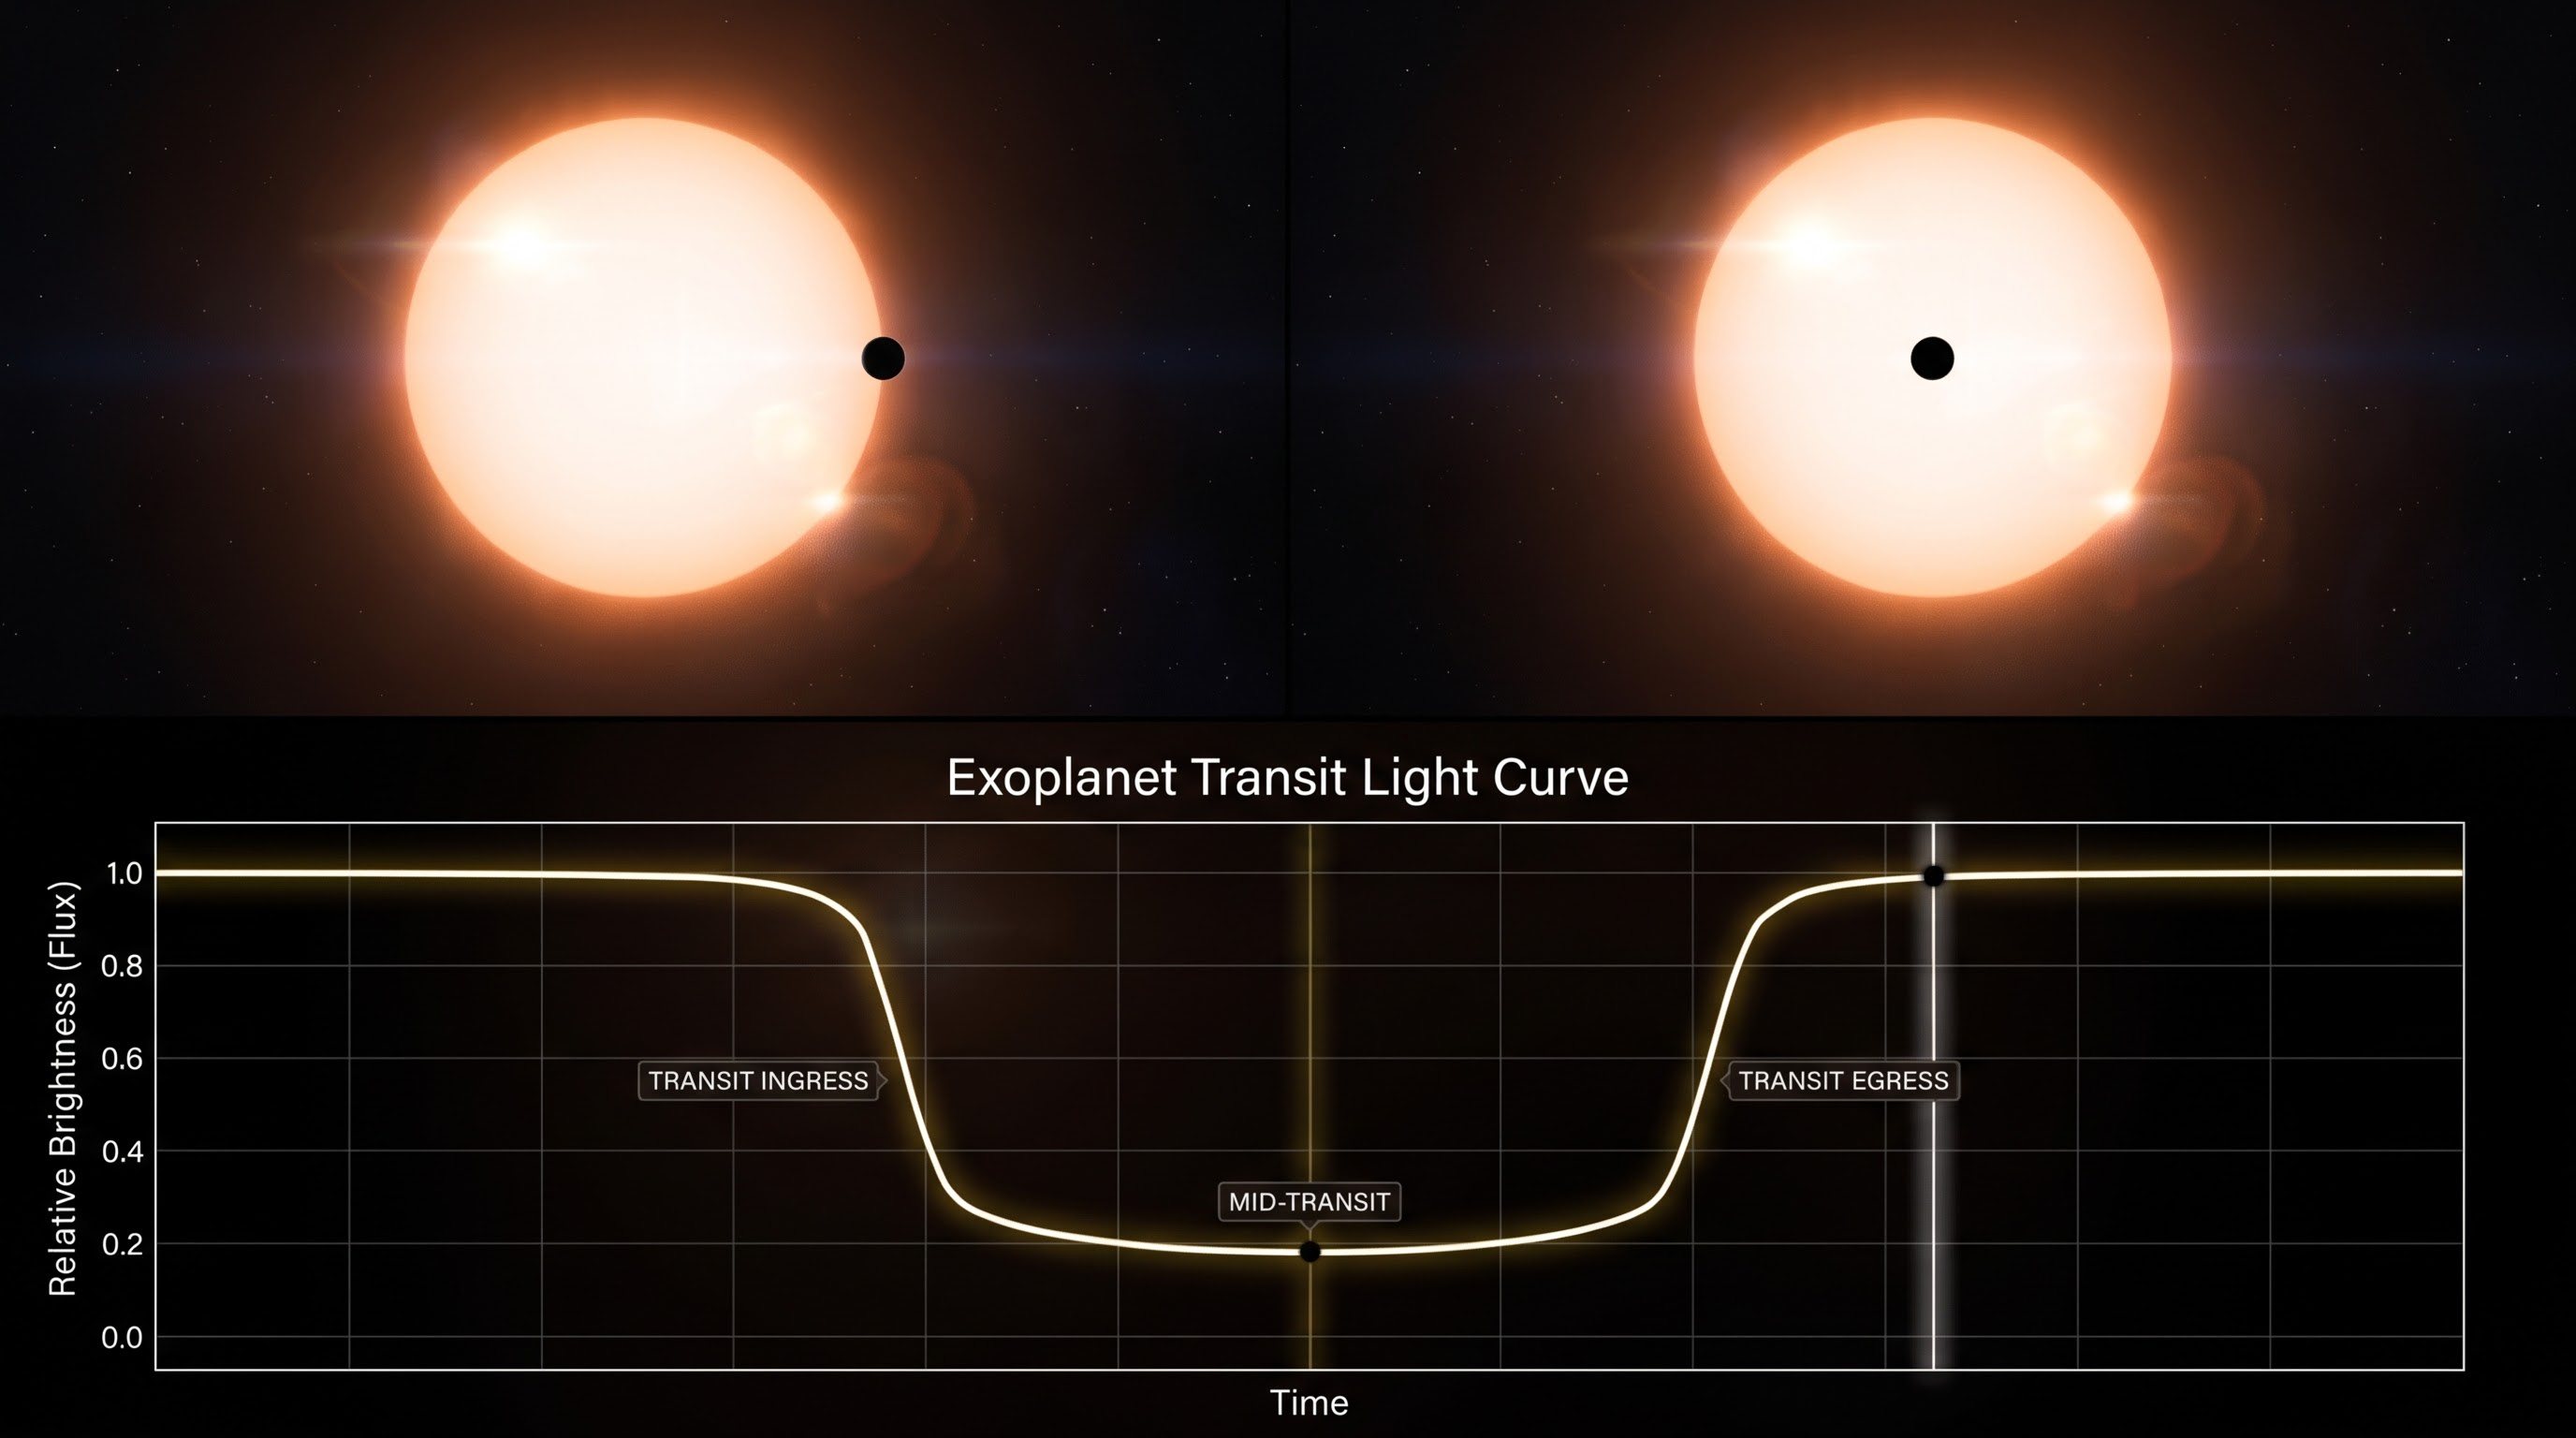 Exoplanet Transit Light Curve
Relative Brightness (Flux)
1.0
0.8
0.6
0.4
0.2
0.0
TRANSIT INGRESS
TRANSIT EGRESS
MID-TRANSIT
Time